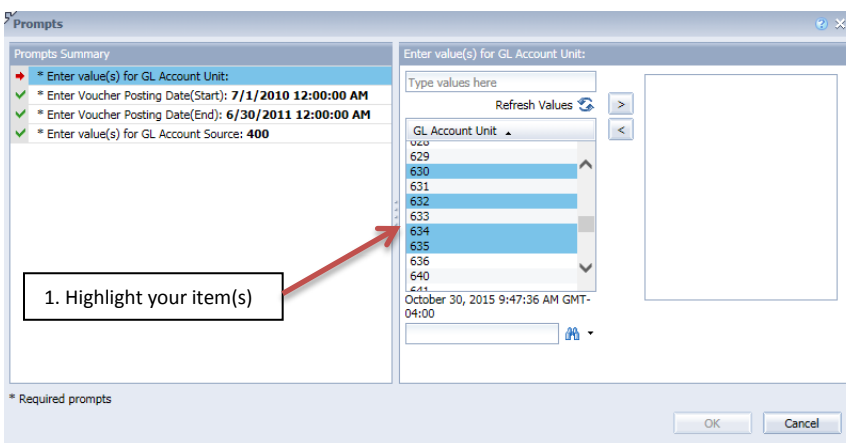 Prompts
Prompts Summary
* Enter value(s) for GL Account Unit:
* Enter Voucher Posting Date(Start): 7/1/2010 12:00:00 AM
* Enter Voucher Posting Date(End): 6/30/2011 12:00:00 AM
* Enter value(s) for GL Account Source: 400
1. Highlight your item(s)
Enter value(s) for GL Account Unit:
Type values here
Refresh Values
>
<
GL Account Unit
629
630
631
632
633
634
635
636
640
October 30, 2015 9:47:36 AM GMT-
04:00
* Required prompts
OK Cancel